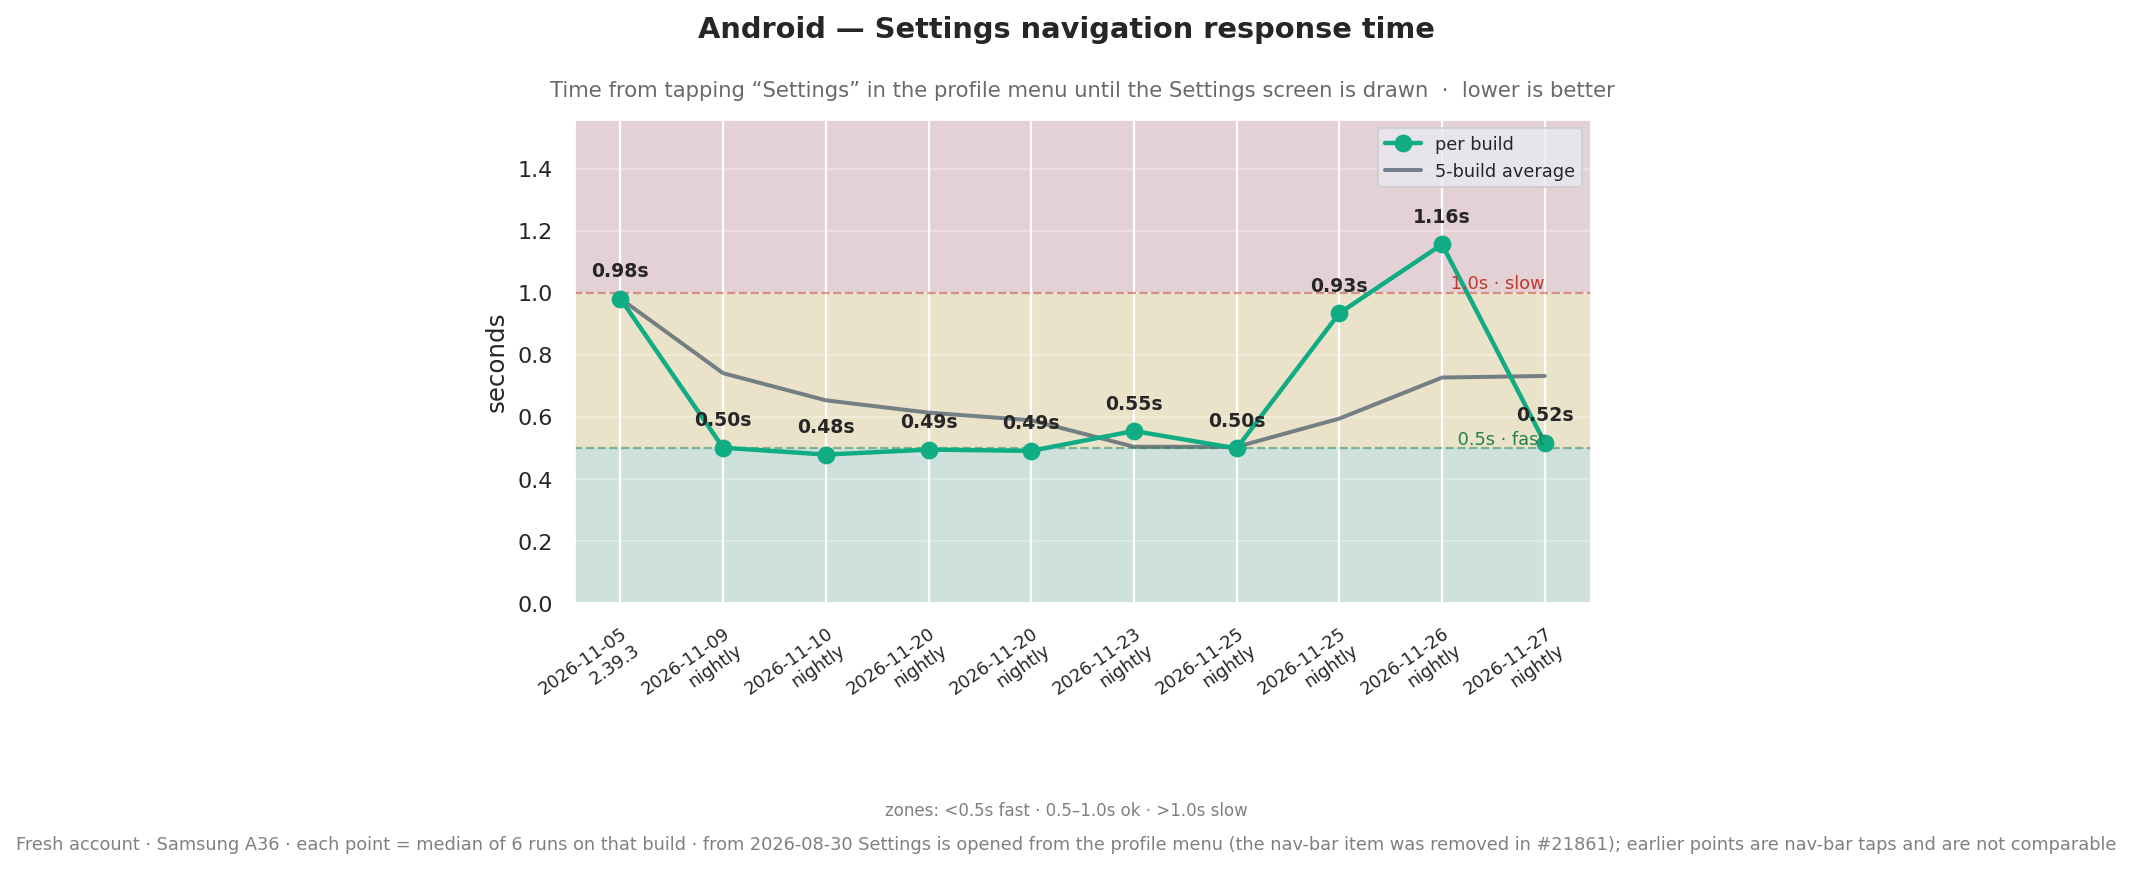 Android — Settings navigation response time
Time from tapping “Settings” in the profile menu until the Settings screen is drawn · lower is better
per build
5-build average
1.4
1.2
1.0
0.8
0.6
0.4
0.2
0.0
seconds
0.98s
0.50s
0.48s
0.49s
0.49s
0.55s
0.50s
0.93s
1.16s
0.52s
1.0s · slow
0.5s · fast
2026-11-05
2.39.3
2026-11-09
nightly
2026-11-10
nightly
2026-11-20
nightly
2026-11-20
nightly
2026-11-23
nightly
2026-11-25
nightly
2026-11-25
nightly
2026-11-26
nightly
2026-11-27
nightly
zones: <0.5s fast · 0.5–1.0s ok · >1.0s slow
Fresh account · Samsung A36 · each point = median of 6 runs on that build · from 2026-08-30 Settings is opened from the profile menu (the nav-bar item was removed in #21861); earlier points are nav-bar taps and are not comparable